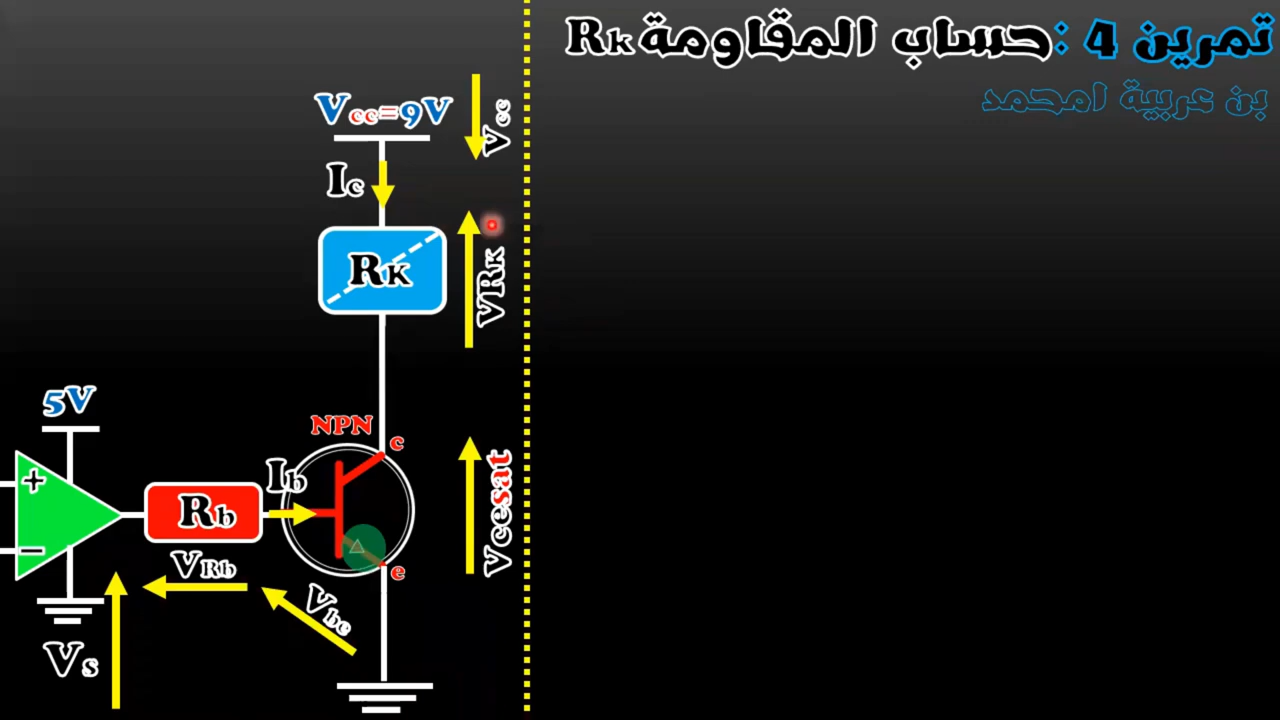 تمرين 4 :حساب المقاومة Rk
بن عربية امحمد
Vcc=9V
Vcc
Ic
RK
VRK
5V
NPN
c
+
Ib
Rb
Vcesat
−
VRb
e
Vbe
Vs